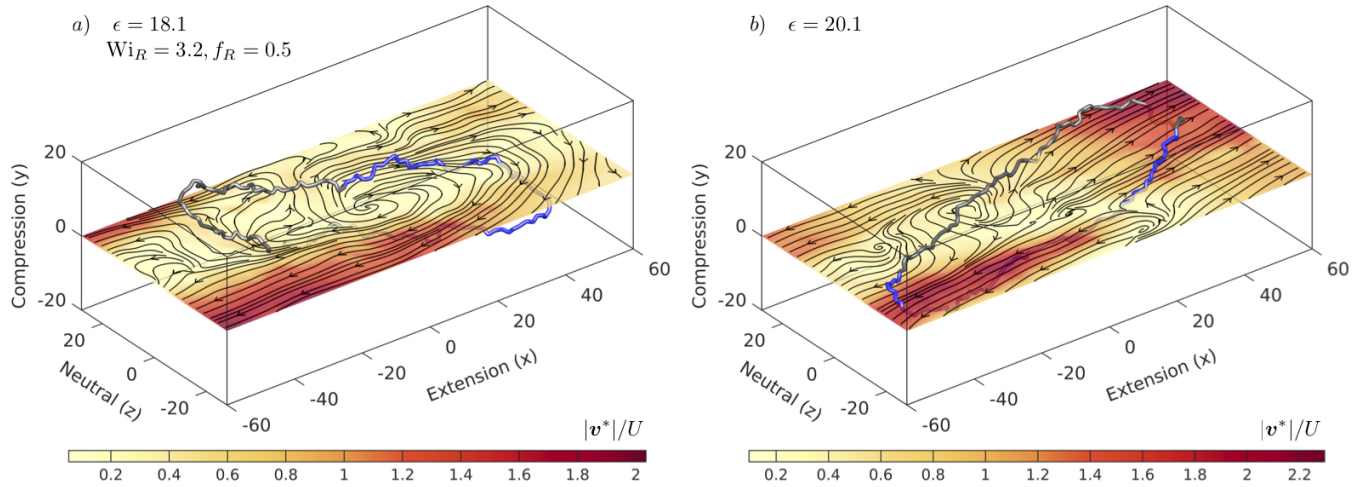 a) ϵ = 18.1
Wi_R = 3.2, f_R = 0.5
Compression (y)
20
0
-20
Neutral (z)
20
0
-20
Extension (x)
-60
-40
-20
0
20
40
60
|v*|/U
0.2 0.4 0.6 0.8 1 1.2 1.4 1.6 1.8 2
b) ϵ = 20.1
Compression (y)
20
0
-20
Neutral (z)
20
0
-20
Extension (x)
-60
-40
-20
0
20
40
60
|v*|/U
0.2 0.4 0.6 0.8 1 1.2 1.4 1.6 1.8 2 2.2